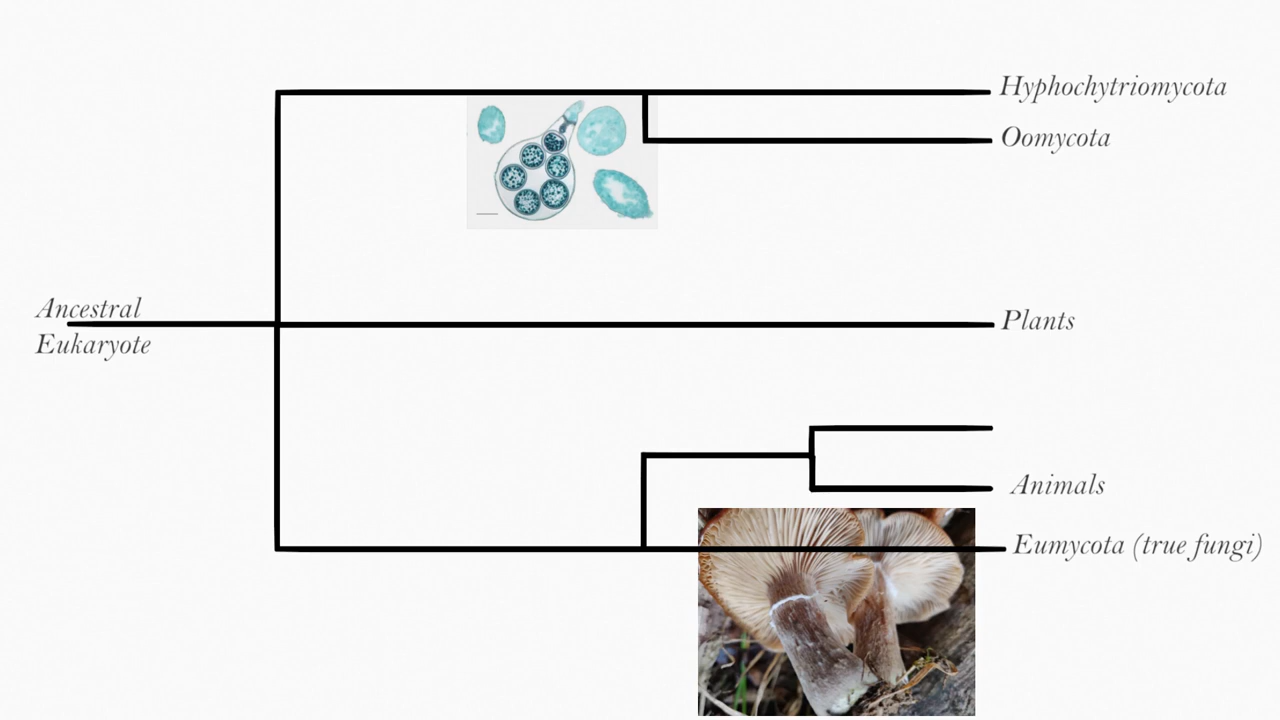 Hyphochytriomycota
Oomycota
Ancestral
Eukaryote
Plants
Animals
Eumycota (true fungi)